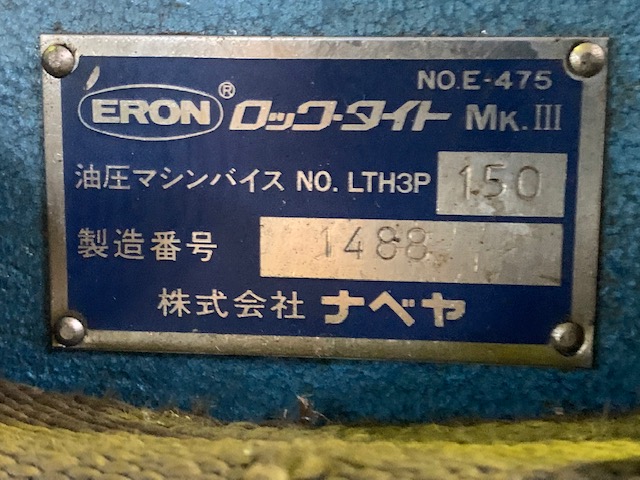 NO.E-475
ERON® ロック・タイト MK.III
油圧マシンバイス NO. LTH3P 150
製造番号 1488
株式会社 ナベヤ